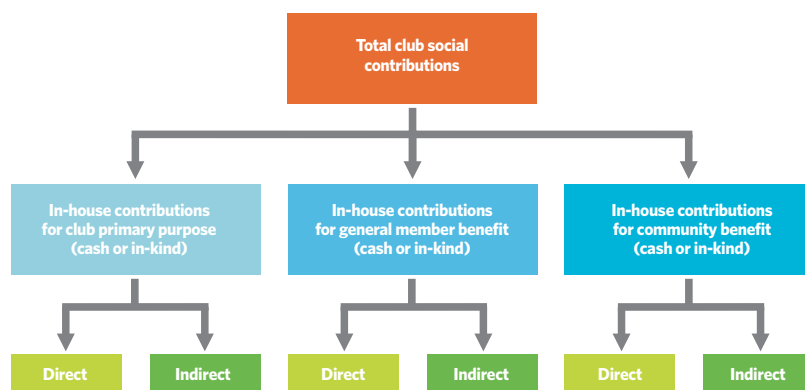 Total club social
contributions
In-house contributions
for club primary purpose
(cash or in-kind)
In-house contributions
for general member benefit
(cash or in-kind)
In-house contributions
for community benefit
(cash or in-kind)
Direct
Indirect
Direct
Indirect
Direct
Indirect